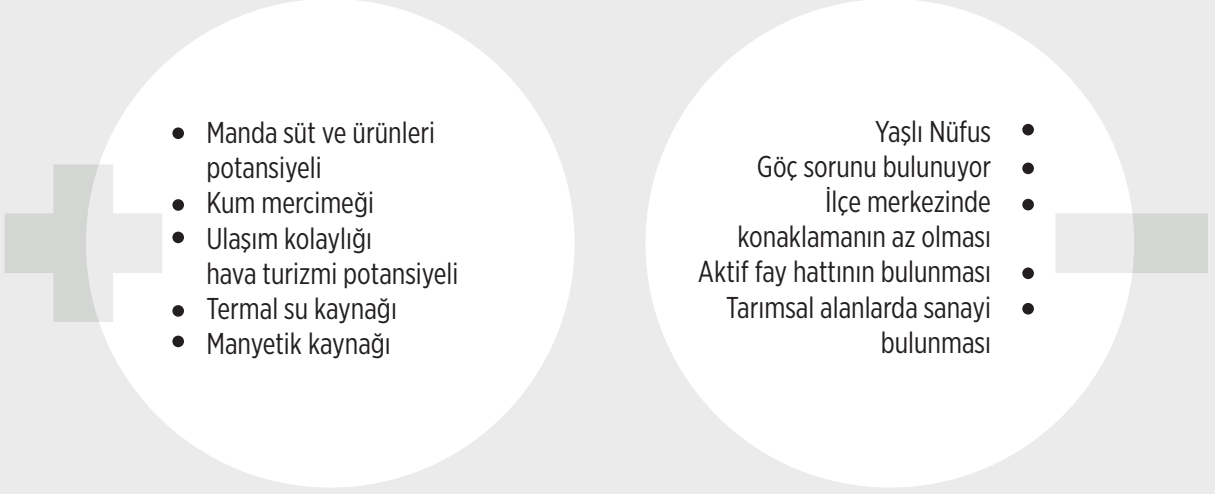 • Manda süt ve ürünleri
potansiyeli
• Kum mercimeği
• Ulaşım kolaylığı
hava turizmi potansiyeli
• Termal su kaynağı
• Manyetik kaynağı
Yaşlı Nüfus •
Göç sorunu bulunuyor •
İlçe merkezinde •
konaklamanın az olması
Aktif fay hattının bulunması •
Tarımsal alanlarda sanayi •
bulunması